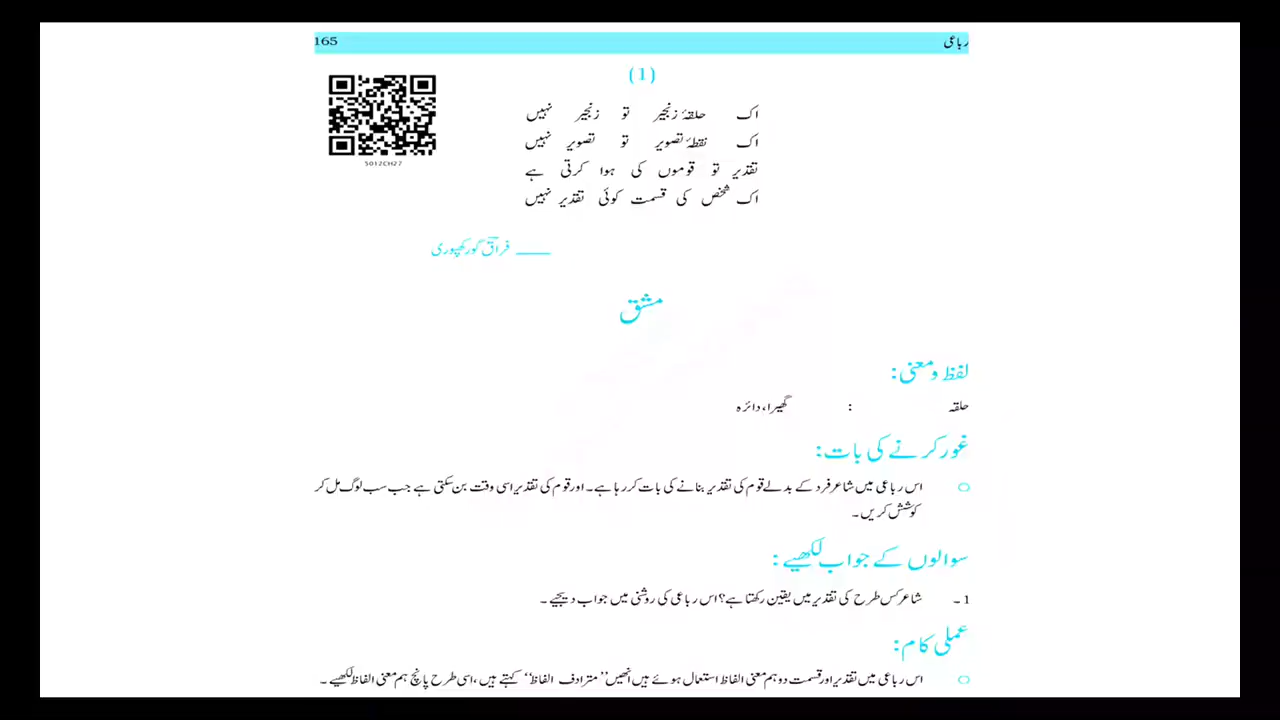 رباعی 165
(1)
5012CH27
اک حلقۂ زنجیر تو زنجیر نہیں
اک نقطۂ تصویر تو تصویر نہیں
تقدیر تو قوموں کی ہوا کرتی ہے
اک شخص کی قسمت کوئی تقدیر نہیں
ـــــــ فراقؔ گورکھپوری
مشق
لفظ و معنی:
حلقہ : گھیرا، دائرہ
غور کرنے کی بات:
اس رباعی میں شاعر فرد کے بدلے قوم کی تقدیر بنانے کی بات کر رہا ہے۔ اور قوم کی تقدیر اسی وقت بن سکتی ہے جب سب لوگ مل کر
کوشش کریں۔
سوالوں کے جواب لکھیے:
1۔ شاعر کس طرح کی تقدیر میں یقین رکھتا ہے؟ اس رباعی کی روشنی میں جواب دیجیے۔
عملی کام:
اس رباعی میں تقدیر اور قسمت دو ہم معنی الفاظ استعمال ہوئے ہیں انھیں ”مترادف الفاظ“ کہتے ہیں، اسی طرح پانچ ہم معنی الفاظ لکھیے۔